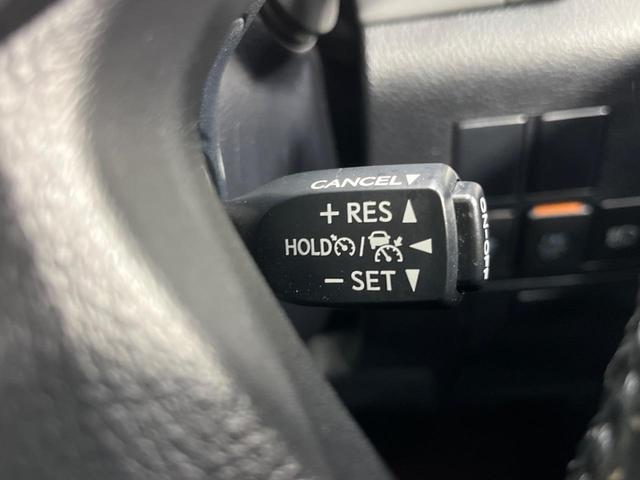 CANCEL▼
+ RES ▲
HOLD / ◀
− SET ▼
ON-OFF